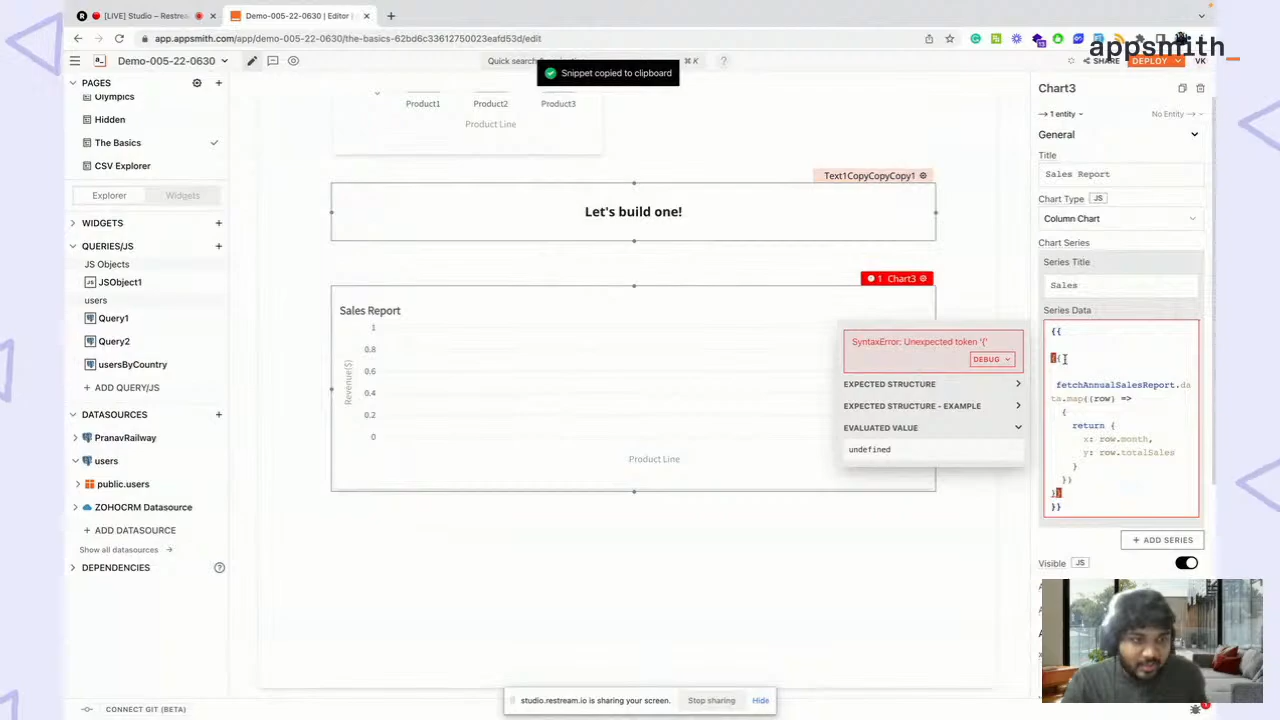 [LIVE] Studio – Restream
Demo-005-22-0630 | Editor |
app.appsmith.com/app/demo-005-22-0630/the-basics-62bdc6c33612750023eafd53/edit
appsmith_
Demo-005-22-0630
Quick search
⌘ K
?
SHARE
DEPLOY
VK
Snippet copied to clipboard
PAGES
Olympics
Hidden
The Basics
CSV Explorer
Explorer
Widgets
WIDGETS
QUERIES/JS
JS Objects
JSObject1
users
Query1
Query2
usersByCountry
+ ADD QUERY/JS
DATASOURCES
PranavRailway
users
public.users
ZOHOCRM Datasource
+ ADD DATASOURCE
Show all datasources
DEPENDENCIES
?
CONNECT GIT (BETA)
Product1
Product2
Product3
Product Line
Text1CopyCopyCopy1
Let's build one!
1 Chart3
Sales Report
1
0.8
0.6
0.4
0.2
0
Revenue($)
Product Line
SyntaxError: Unexpected token '{'
DEBUG
EXPECTED STRUCTURE
EXPECTED STRUCTURE - EXAMPLE
EVALUATED VALUE
undefined
Chart3
1 entity
No Entity
General
Title
Sales Report
Chart Type
JS
Column Chart
Chart Series
Series Title
Sales
Series Data
{{
{{
fetchAnnualSalesReport.da
ta.map((row) =>
{
return {
x: row.month,
y: row.totalSales
}
})
}}
}}
+ ADD SERIES
Visible
JS
studio.restream.io is sharing your screen.
Stop sharing
Hide